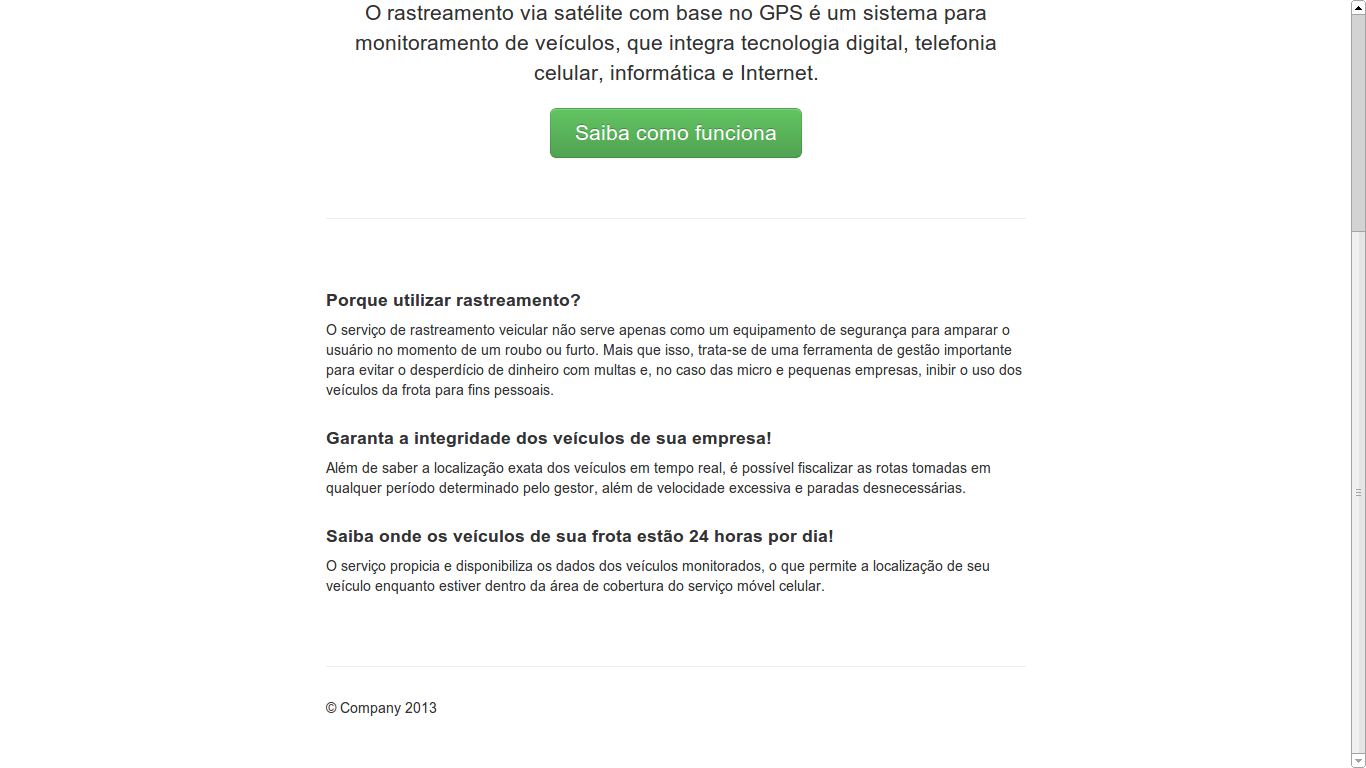 O rastreamento via satélite com base no GPS é um sistema para
monitoramento de veículos, que integra tecnologia digital, telefonia
celular, informática e Internet.
Saiba como funciona
Porque utilizar rastreamento?
O serviço de rastreamento veicular não serve apenas como um equipamento de segurança para amparar o
usuário no momento de um roubo ou furto. Mais que isso, trata-se de uma ferramenta de gestão importante
para evitar o desperdício de dinheiro com multas e, no caso das micro e pequenas empresas, inibir o uso dos
veículos da frota para fins pessoais.
Garanta a integridade dos veículos de sua empresa!
Além de saber a localização exata dos veículos em tempo real, é possível fiscalizar as rotas tomadas em
qualquer período determinado pelo gestor, além de velocidade excessiva e paradas desnecessárias.
Saiba onde os veículos de sua frota estão 24 horas por dia!
O serviço propicia e disponibiliza os dados dos veículos monitorados, o que permite a localização de seu
veículo enquanto estiver dentro da área de cobertura do serviço móvel celular.
© Company 2013